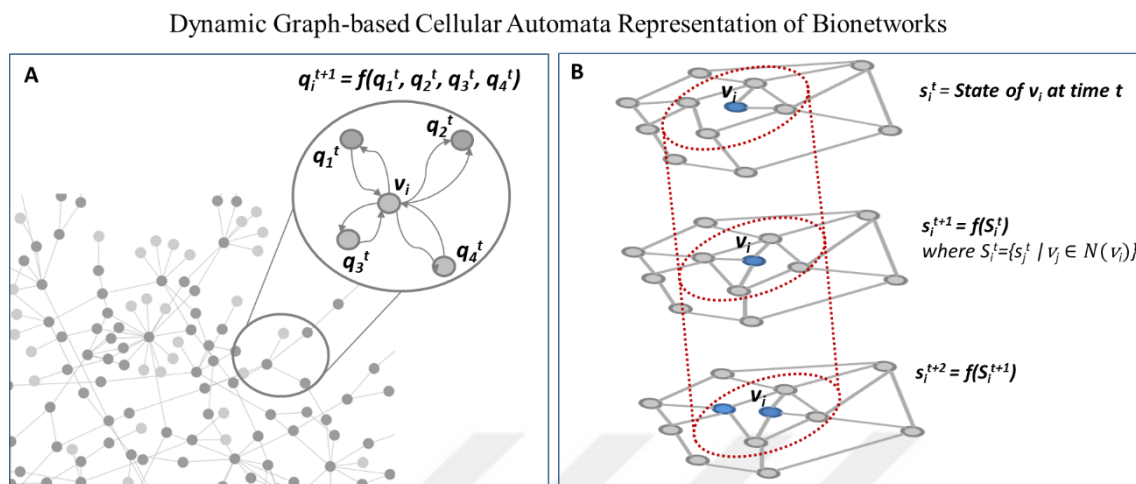 Dynamic Graph-based Cellular Automata Representation of Bionetworks
A
qᵢᵗ⁺¹ = f(q₁ᵗ, q₂ᵗ, q₃ᵗ, q₄ᵗ)
q₁ᵗ
q₂ᵗ
vᵢ
q₃ᵗ
q₄ᵗ
B
vᵢ
sᵢᵗ = State of vᵢ at time t
vᵢ
sᵢᵗ⁺¹ = f(Sᵢᵗ)
where Sᵢᵗ={sⱼᵗ | vⱼ ∈ N(vᵢ)}
vᵢ
sᵢᵗ⁺² = f(Sᵢᵗ⁺¹)